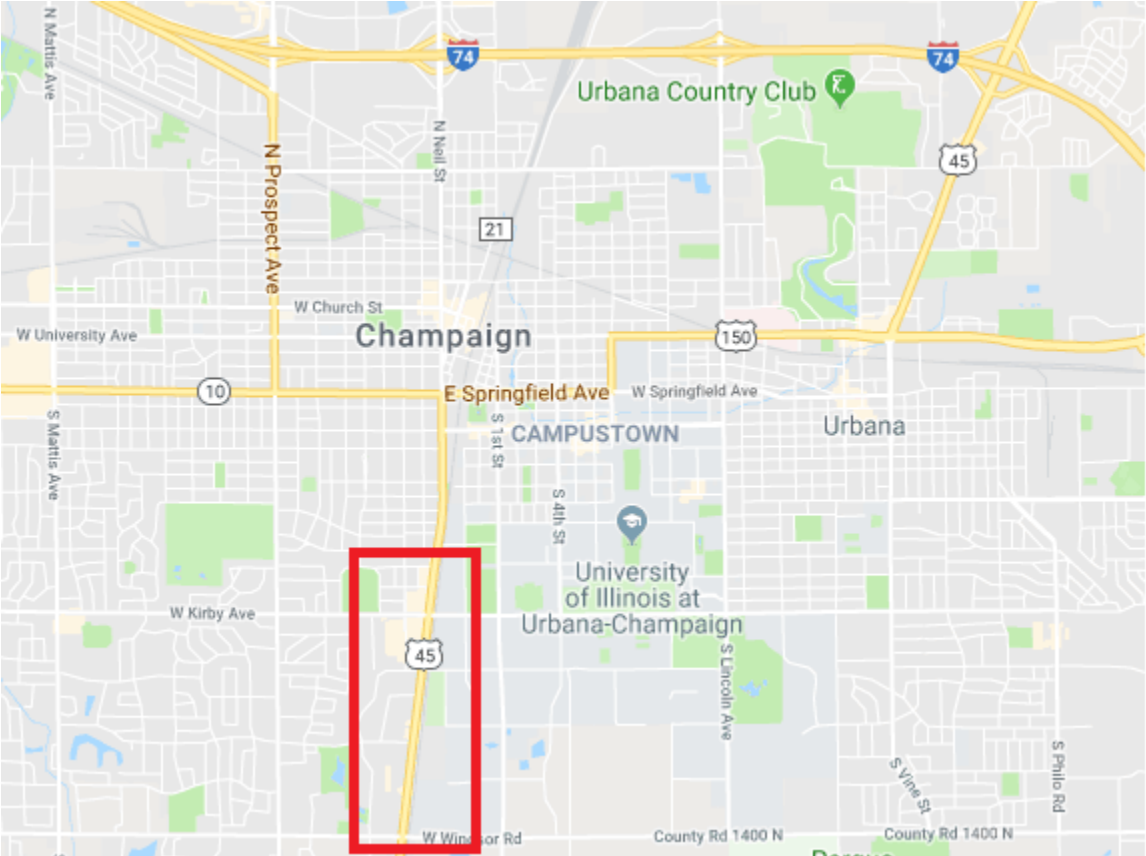 N Mattis Ave
74
74
Urbana Country Club
N Neil St
N Prospect Ave
45
21
W Church St
W University Ave
Champaign
150
10
E Springfield Ave
W Springfield Ave
S Mattis Ave
S 1st St
CAMPUSTOWN
Urbana
S 4th St
University
of Illinois at
Urbana-Champaign
W Kirby Ave
45
S Lincoln Ave
S Vine St
S Philo Rd
W Windsor Rd
County Rd 1400 N
County Rd 1400 N